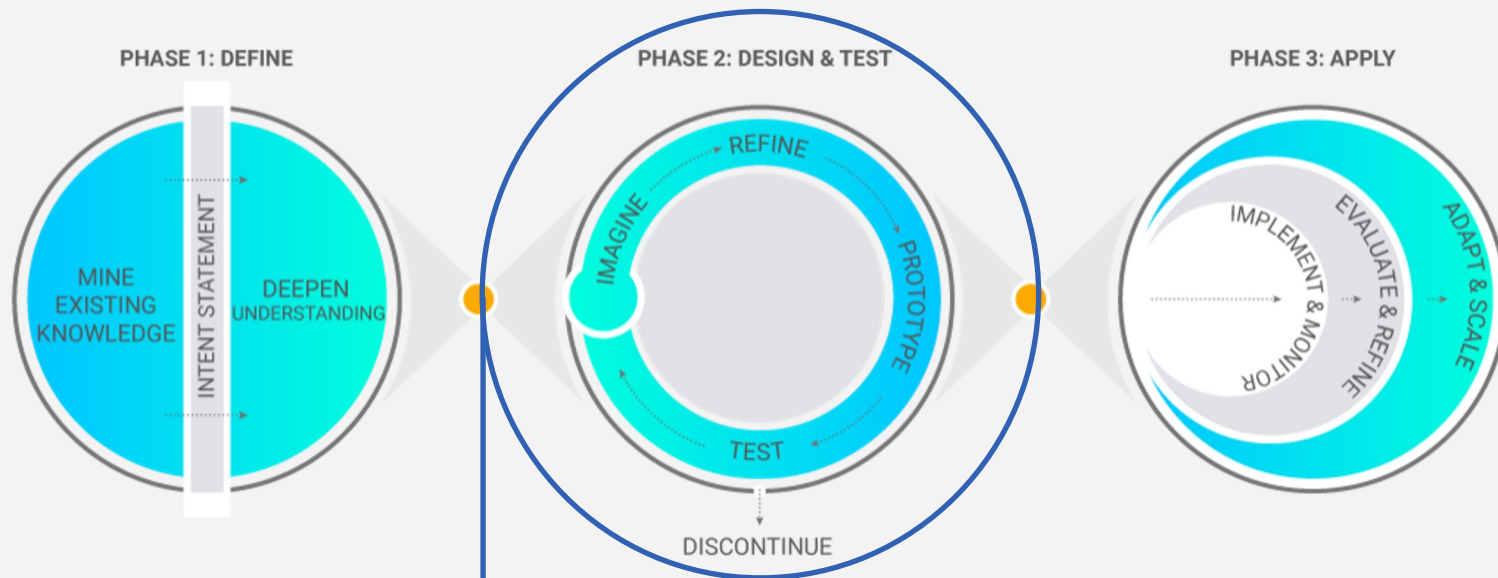 PHASE 1: DEFINE
MINE
EXISTING
KNOWLEDGE
INTENT STATEMENT
DEEPEN
UNDERSTANDING
PHASE 2: DESIGN & TEST
IMAGINE
REFINE
PROTOTYPE
TEST
DISCONTINUE
PHASE 3: APPLY
IMPLEMENT & MONITOR
EVALUATE & REFINE
ADAPT & SCALE